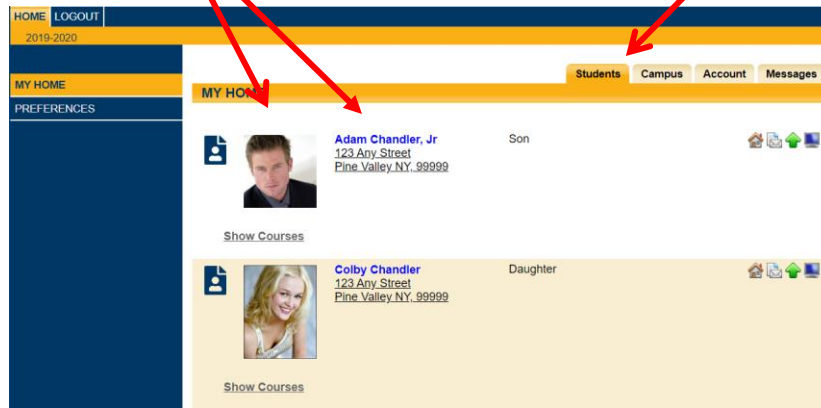 HOME LOGOUT
2019-2020
Students Campus Account Messages
MY HOME
MY HOME
PREFERENCES
Adam Chandler, Jr Son
123 Any Street
Pine Valley NY, 99999
Show Courses
Colby Chandler Daughter
123 Any Street
Pine Valley NY, 99999
Show Courses